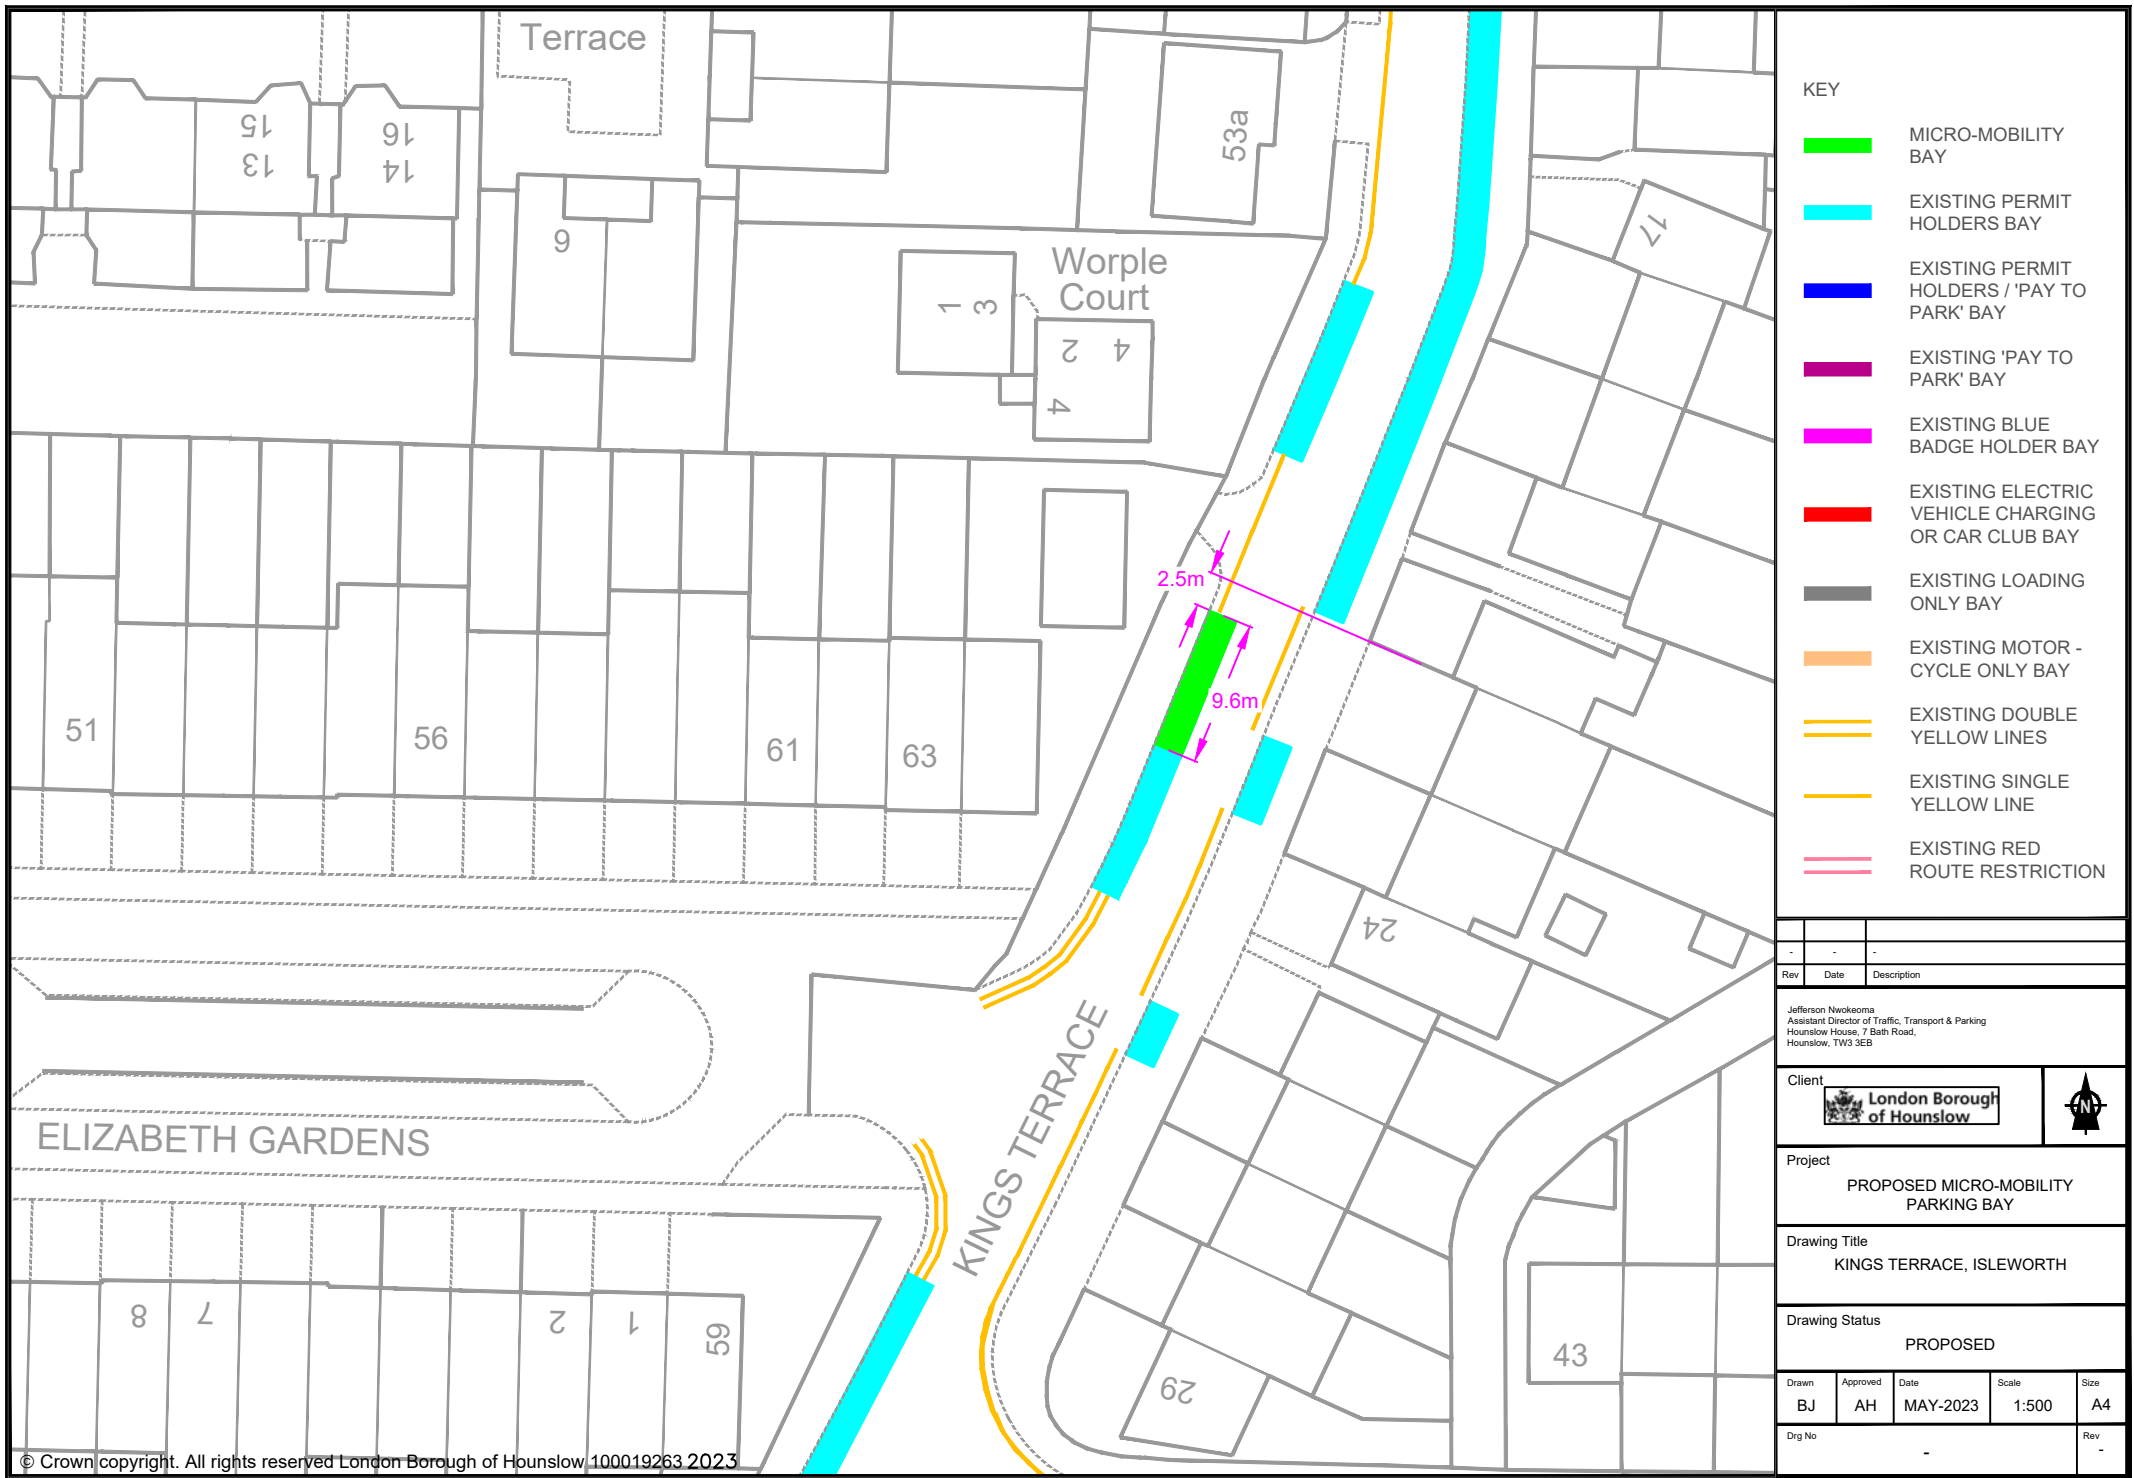 Terrace
15
13
16
14
53a
17
9
Worple
Court
1
3
2
4
4
2.5m
9.6m
51
56
61
63
24
KINGS TERRACE
ELIZABETH GARDENS
8
7
2
1
59
29
43
© Crown copyright. All rights reserved London Borough of Hounslow 100019263 2023
KEY
MICRO-MOBILITY
BAY
EXISTING PERMIT
HOLDERS BAY
EXISTING PERMIT
HOLDERS / 'PAY TO
PARK' BAY
EXISTING 'PAY TO
PARK' BAY
EXISTING BLUE
BADGE HOLDER BAY
EXISTING ELECTRIC
VEHICLE CHARGING
OR CAR CLUB BAY
EXISTING LOADING
ONLY BAY
EXISTING MOTOR -
CYCLE ONLY BAY
EXISTING DOUBLE
YELLOW LINES
EXISTING SINGLE
YELLOW LINE
EXISTING RED
ROUTE RESTRICTION
- - -
Rev Date Description
Jefferson Nwokeoma
Assistant Director of Traffic, Transport & Parking
Hounslow House, 7 Bath Road,
Hounslow, TW3 3EB
Client
London Borough
of Hounslow
N
Project
PROPOSED MICRO-MOBILITY
PARKING BAY
Drawing Title
KINGS TERRACE, ISLEWORTH
Drawing Status
PROPOSED
Drawn Approved Date Scale Size
BJ AH MAY-2023 1:500 A4
Drg No Rev
- -